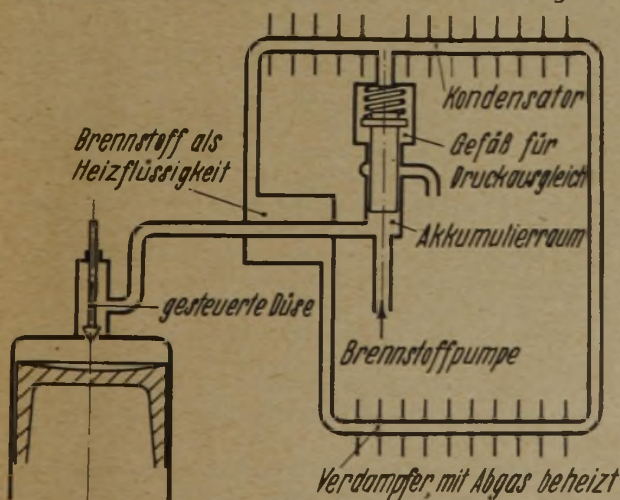 Kondensator
Brennstoff als
Heizflüssigkeit
Gefäß für
Druckausgleich
Akkumulierraum
gesteuerte Düse
Brennstoffpumpe
Verdampfer mit Abgas beheizt